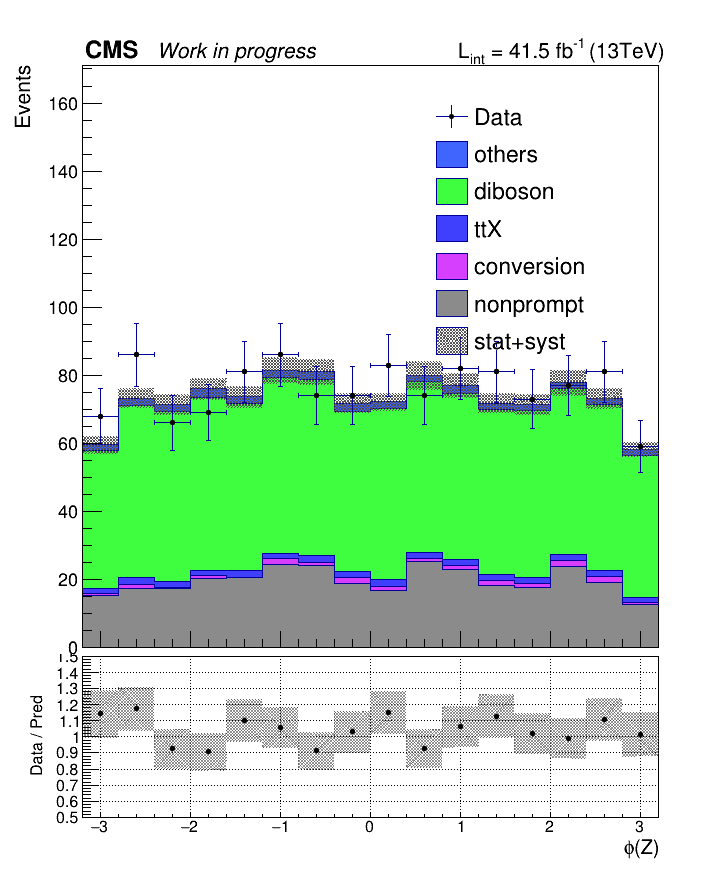 CMS Work in progress L_int = 41.5 fb⁻¹ (13TeV)
Events
160
140
120
100
80
60
40
20
0
Data
others
diboson
ttX
conversion
nonprompt
stat+syst
Data / Pred
1.5
1.4
1.3
1.2
1.1
1
0.9
0.8
0.7
0.6
0.5
−3 −2 −1 0 1 2 3
ϕ(Z)